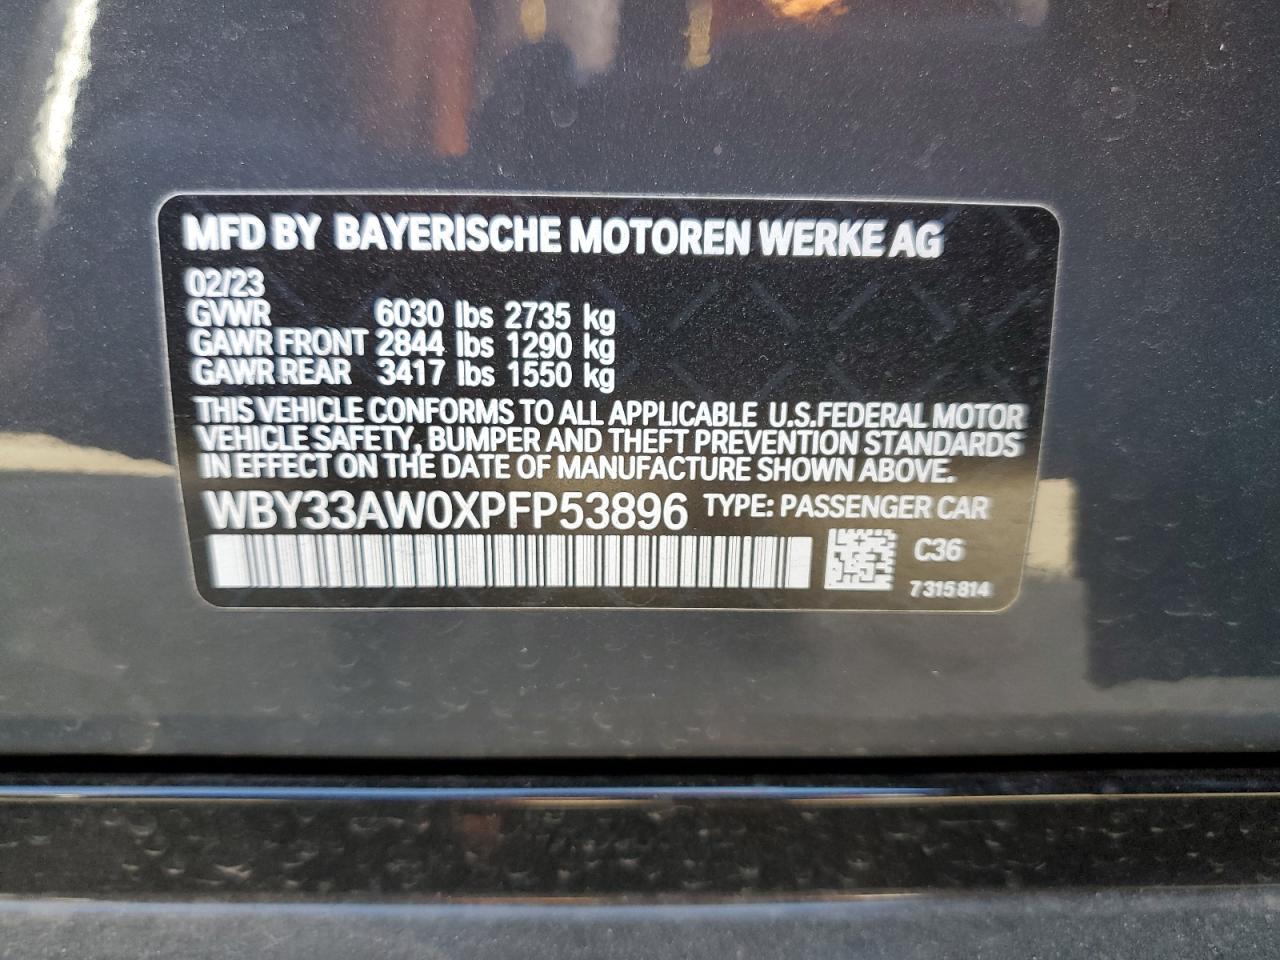 MFD BY BAYERISCHE MOTOREN WERKE AG
02/23
GVWR 6030 lbs 2735 kg
GAWR FRONT 2844 lbs 1290 kg
GAWR REAR 3417 lbs 1550 kg
THIS VEHICLE CONFORMS TO ALL APPLICABLE U.S.FEDERAL MOTOR
VEHICLE SAFETY, BUMPER AND THEFT PREVENTION STANDARDS
IN EFFECT ON THE DATE OF MANUFACTURE SHOWN ABOVE.
WBY33AW0XPFP53896 TYPE: PASSENGER CAR
C36
7315814